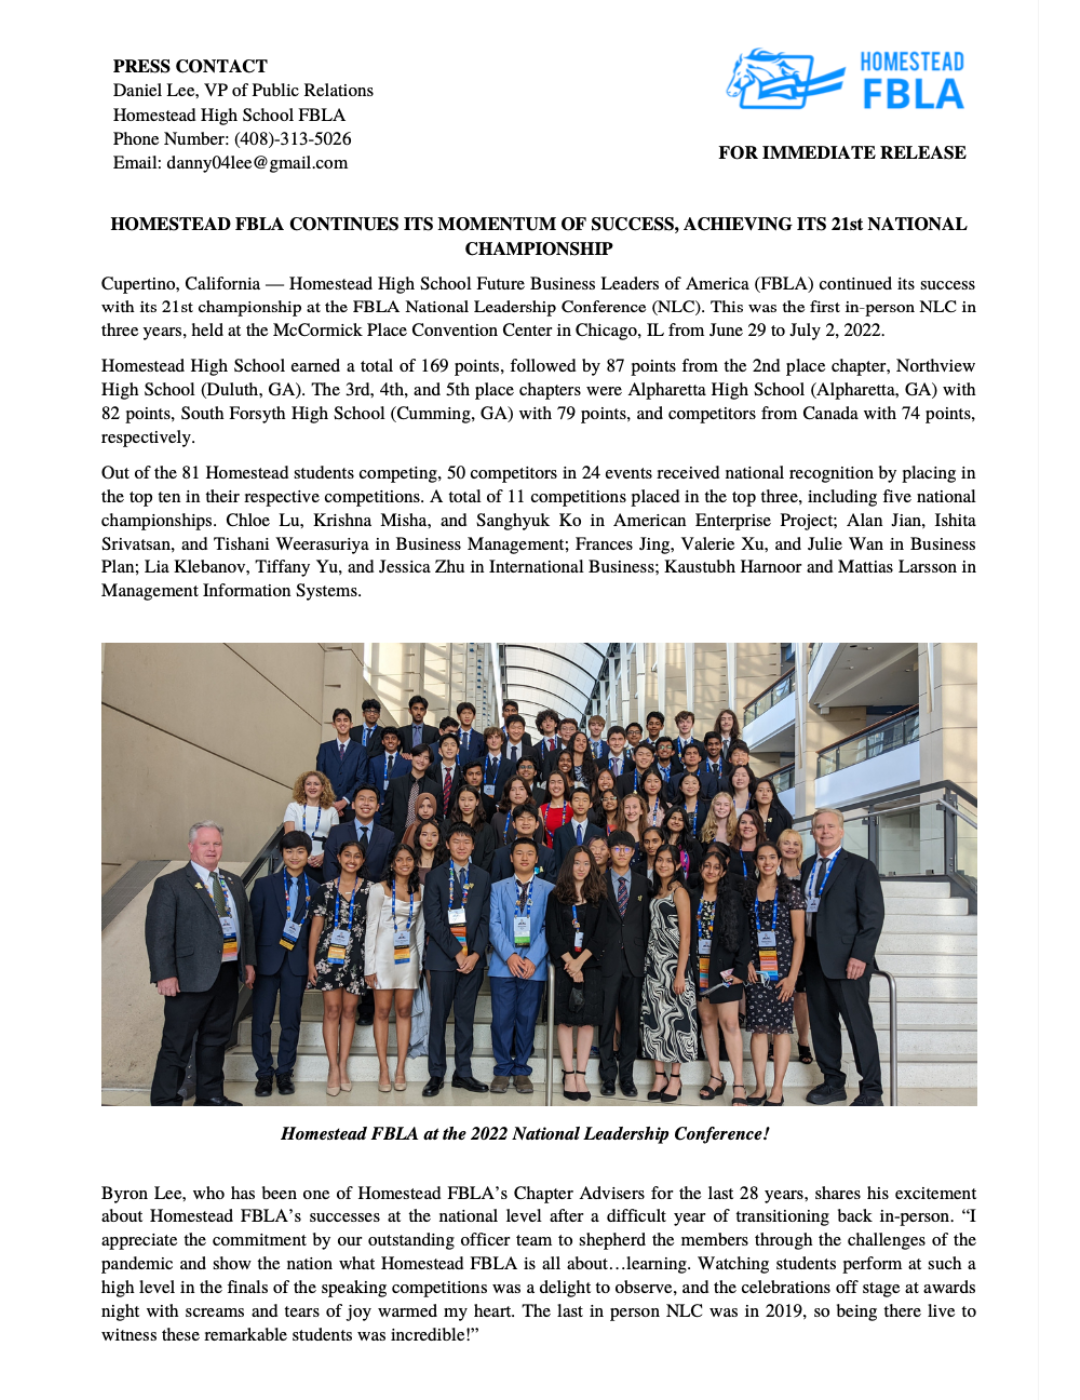 PRESS CONTACT
Daniel Lee, VP of Public Relations
Homestead High School FBLA
Phone Number: (408)-313-5026
Email: danny04lee@gmail.com
HOMESTEAD
FBLA
FOR IMMEDIATE RELEASE
HOMESTEAD FBLA CONTINUES ITS MOMENTUM OF SUCCESS, ACHIEVING ITS 21st NATIONAL
CHAMPIONSHIP
Cupertino, California — Homestead High School Future Business Leaders of America (FBLA) continued its success
with its 21st championship at the FBLA National Leadership Conference (NLC). This was the first in-person NLC in
three years, held at the McCormick Place Convention Center in Chicago, IL from June 29 to July 2, 2022.
Homestead High School earned a total of 169 points, followed by 87 points from the 2nd place chapter, Northview
High School (Duluth, GA). The 3rd, 4th, and 5th place chapters were Alpharetta High School (Alpharetta, GA) with
82 points, South Forsyth High School (Cumming, GA) with 79 points, and competitors from Canada with 74 points,
respectively.
Out of the 81 Homestead students competing, 50 competitors in 24 events received national recognition by placing in
the top ten in their respective competitions. A total of 11 competitions placed in the top three, including five national
championships. Chloe Lu, Krishna Misha, and Sanghyuk Ko in American Enterprise Project; Alan Jian, Ishita
Srivatsan, and Tishani Weerasuriya in Business Management; Frances Jing, Valerie Xu, and Julie Wan in Business
Plan; Lia Klebanov, Tiffany Yu, and Jessica Zhu in International Business; Kaustubh Harnoor and Mattias Larsson in
Management Information Systems.
Homestead FBLA at the 2022 National Leadership Conference!
Byron Lee, who has been one of Homestead FBLA’s Chapter Advisers for the last 28 years, shares his excitement
about Homestead FBLA’s successes at the national level after a difficult year of transitioning back in-person. “I
appreciate the commitment by our outstanding officer team to shepherd the members through the challenges of the
pandemic and show the nation what Homestead FBLA is all about…learning. Watching students perform at such a
high level in the finals of the speaking competitions was a delight to observe, and the celebrations off stage at awards
night with screams and tears of joy warmed my heart. The last in person NLC was in 2019, so being there live to
witness these remarkable students was incredible!”